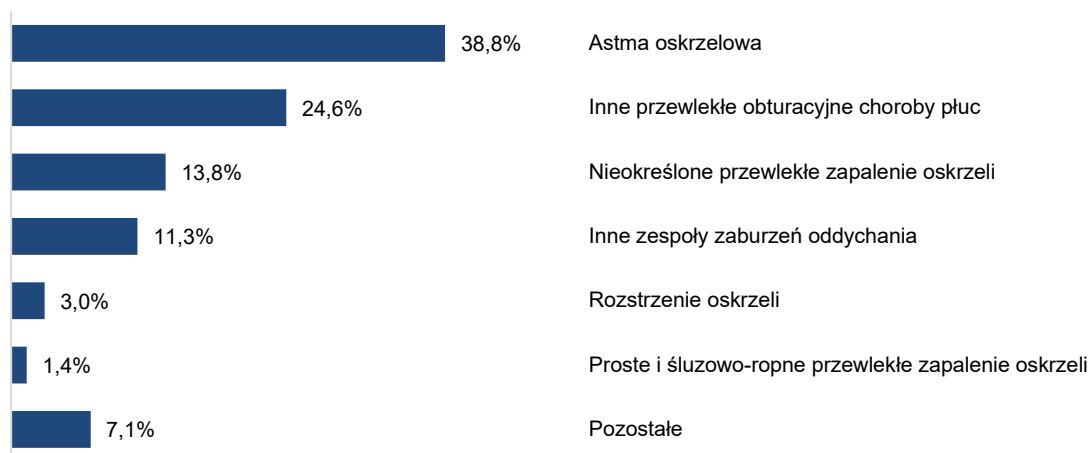 38,8% Astma oskrzelowa
24,6% Inne przewlekłe obturacyjne choroby płuc
13,8% Nieokreślone przewlekłe zapalenie oskrzeli
11,3% Inne zespoły zaburzeń oddychania
3,0% Rozstrzenie oskrzeli
1,4% Proste i śluzowo-ropne przewlekłe zapalenie oskrzeli
7,1% Pozostałe